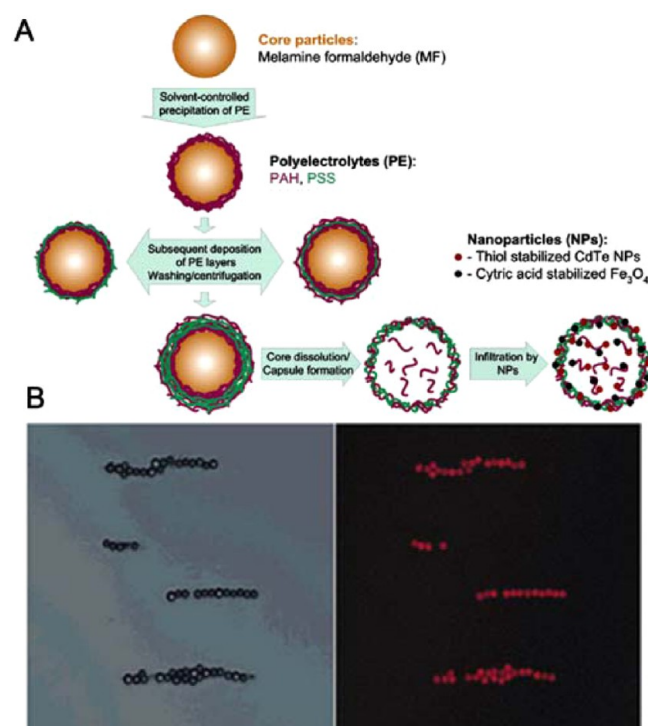 A
Core particles:
Melamine formaldehyde (MF)
Solvent-controlled
precipitation of PE
Polyelectrolytes (PE):
PAH, PSS
Subsequent deposition
of PE layers
Washing/centrifugation
Nanoparticles (NPs):
- Thiol stabilized CdTe NPs
- Cytric acid stabilized Fe₃O₄
Core dissolution/
Capsule formation
Infiltration by
NPs
B